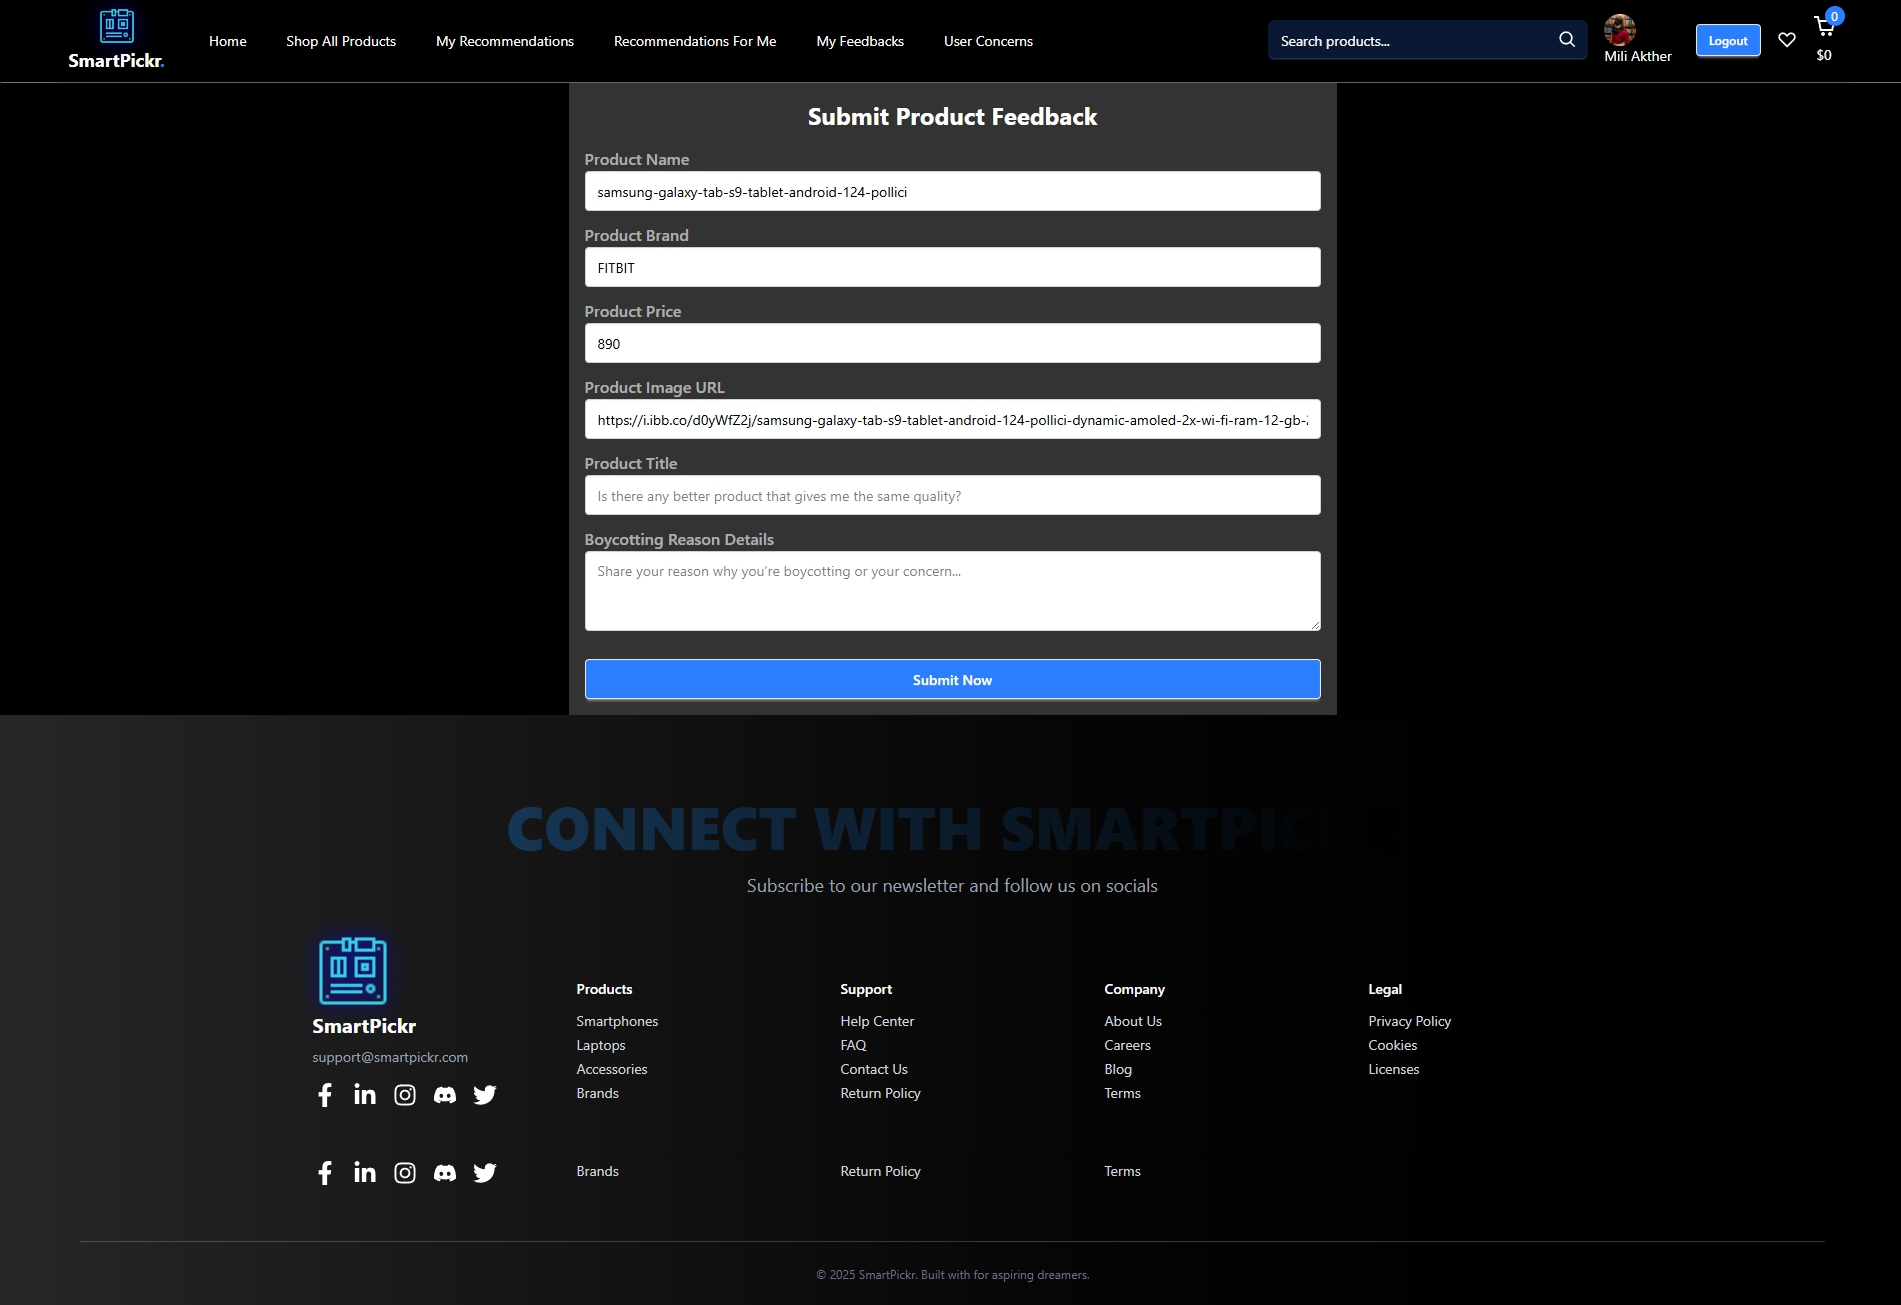 SmartPickr.
Home
Shop All Products
My Recommendations
Recommendations For Me
My Feedbacks
User Concerns
Search products...
Mili Akther
Logout
0
$0
Submit Product Feedback
Product Name
samsung-galaxy-tab-s9-tablet-android-124-pollici
Product Brand
FITBIT
Product Price
890
Product Image URL
https://i.ibb.co/d0yWfZ2j/samsung-galaxy-tab-s9-tablet-android-124-pollici-dynamic-amoled-2x-wi-fi-ram-12-gb-
Product Title
Is there any better product that gives me the same quality?
Boycotting Reason Details
Share your reason why you’re boycotting or your concern...
Submit Now
CONNECT WITH SMARTPICKR
Subscribe to our newsletter and follow us on socials
SmartPickr
support@smartpickr.com
Products
Smartphones
Laptops
Accessories
Brands
Support
Help Center
FAQ
Contact Us
Return Policy
Company
About Us
Careers
Blog
Terms
Legal
Privacy Policy
Cookies
Licenses
Brands
Return Policy
Terms
© 2025 SmartPickr. Built with for aspiring dreamers.